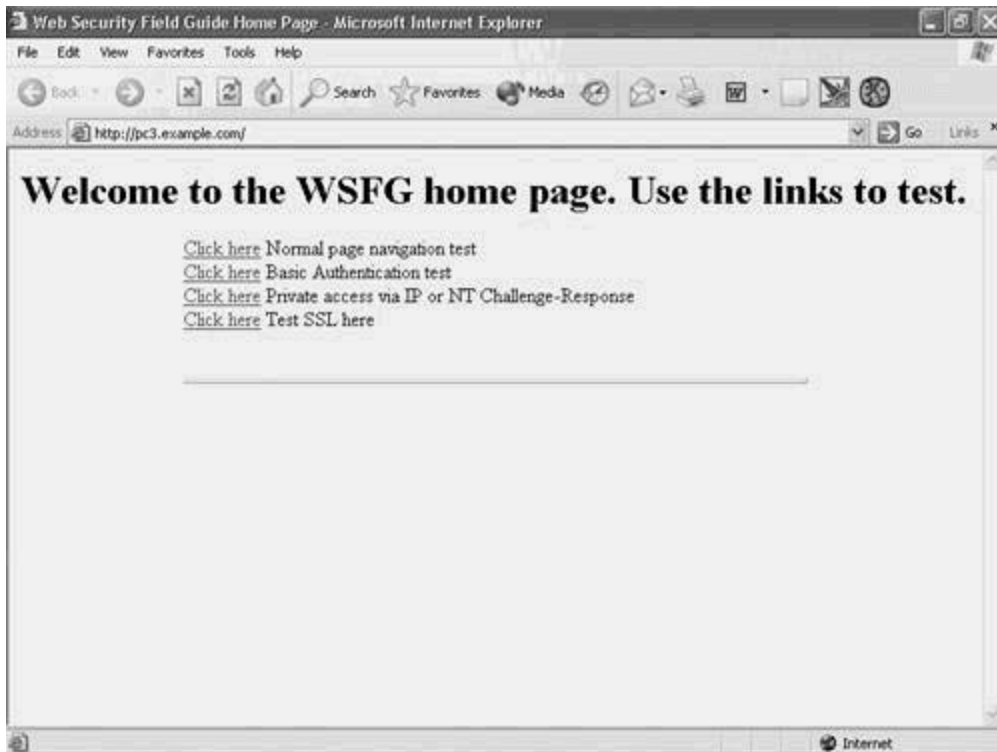 Web Security Field Guide Home Page - Microsoft Internet Explorer
File Edit View Favorites Tools Help
Back Search Favorites Media
Address http://pc3.example.com/ Go Links
Welcome to the WSFG home page. Use the links to test.
Click here Normal page navigation test
Click here Basic Authentication test
Click here Private access via IP or NT Challenge-Response
Click here Test SSL here
Internet